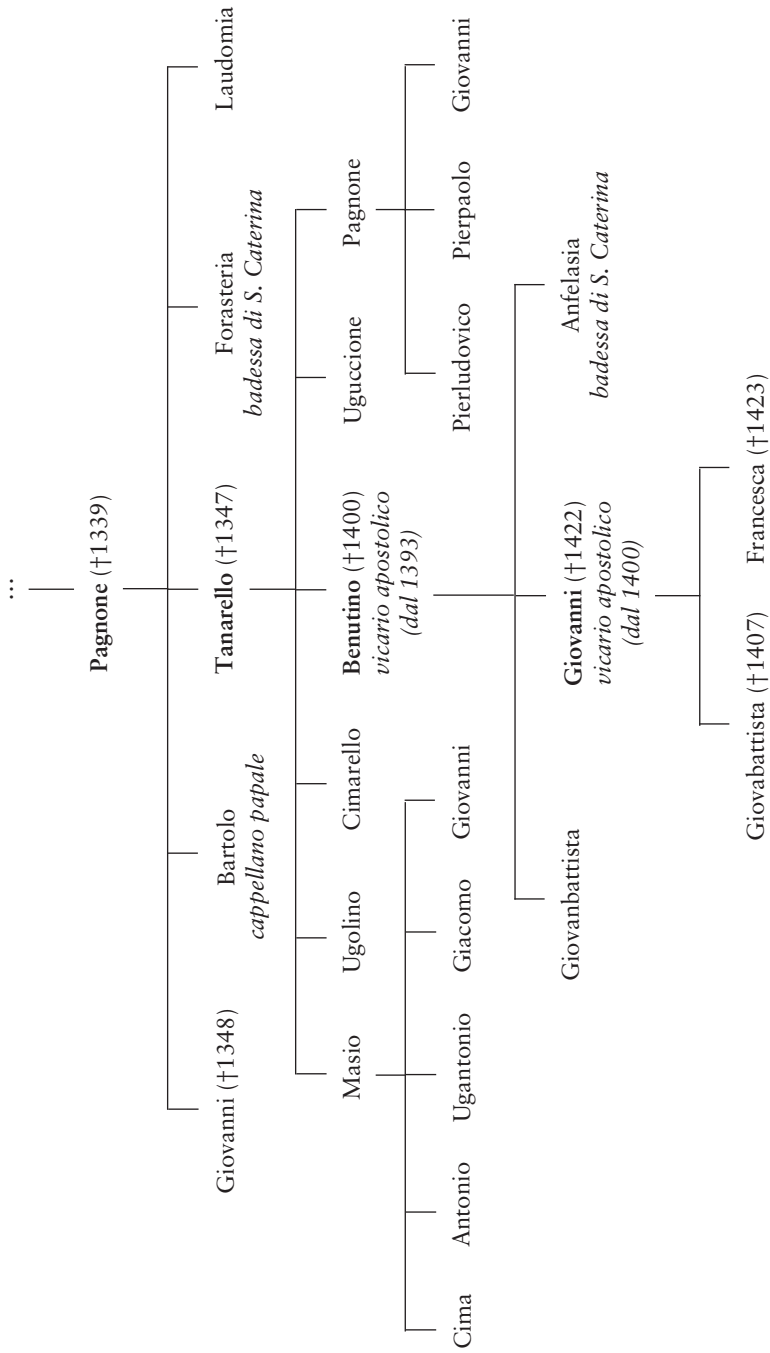 ...
Pagnone (†1339)
Giovanni (†1348)
Bartolo
cappellano papale
Tanarello (†1347)
Forasteria
badessa di S. Caterina
Laudomia
Masio
Ugolino
Cimarello
Benutino (†1400)
vicario apostolico
(dal 1393)
Uguccione
Pagnone
Cima
Antonio
Ugantonio
Giacomo
Giovanni
Pierludovico
Pierpaolo
Giovanni
Giovanbattista
Giovanni (†1422)
vicario apostolico
(dal 1400)
Anfelasia
badessa di S. Caterina
Giovabattista (†1407)
Francesca (†1423)